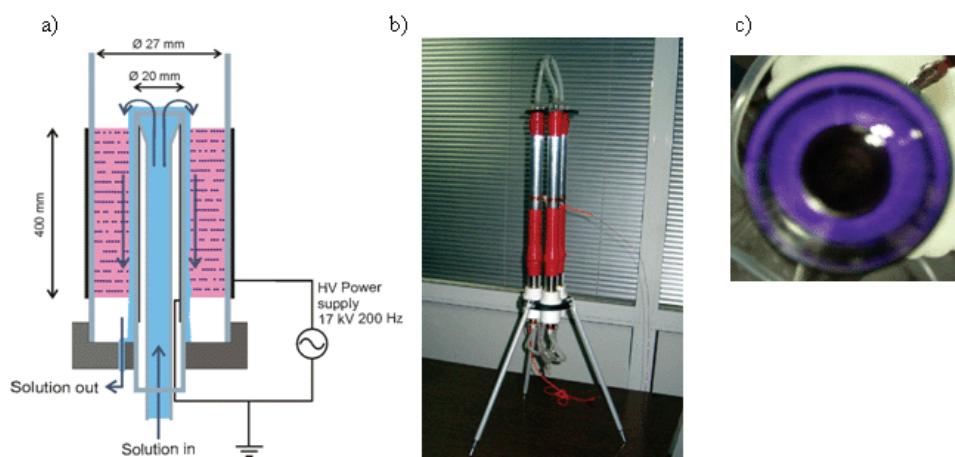 a)
b)
c)
Ø 27 mm
Ø 20 mm
400 mm
HV Power
supply
17 kV 200 Hz
Solution out
Solution in